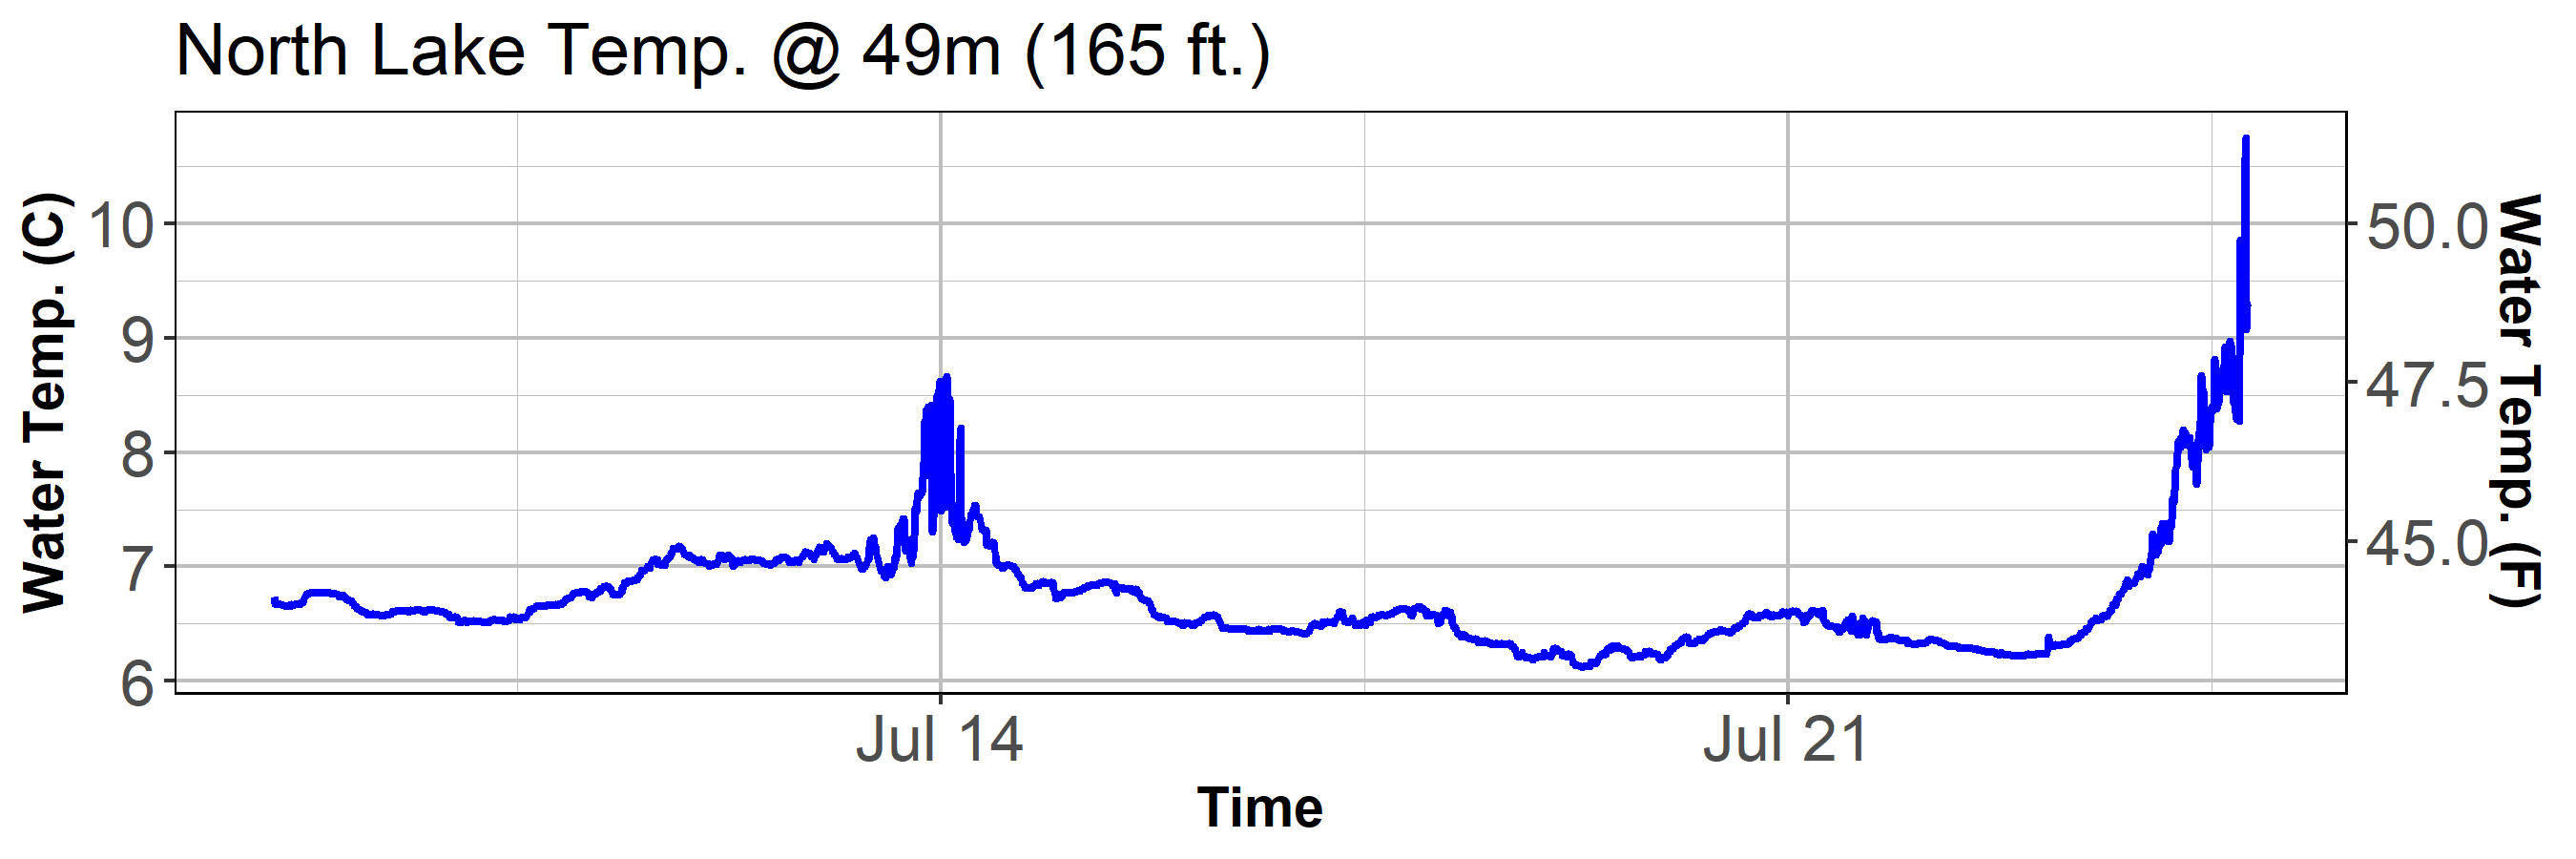 North Lake Temp. @ 49m (165 ft.)
Water Temp. (C)
10
9
8
7
6
50.0
47.5
45.0
Water Temp. (F)
Jul 14
Jul 21
Time